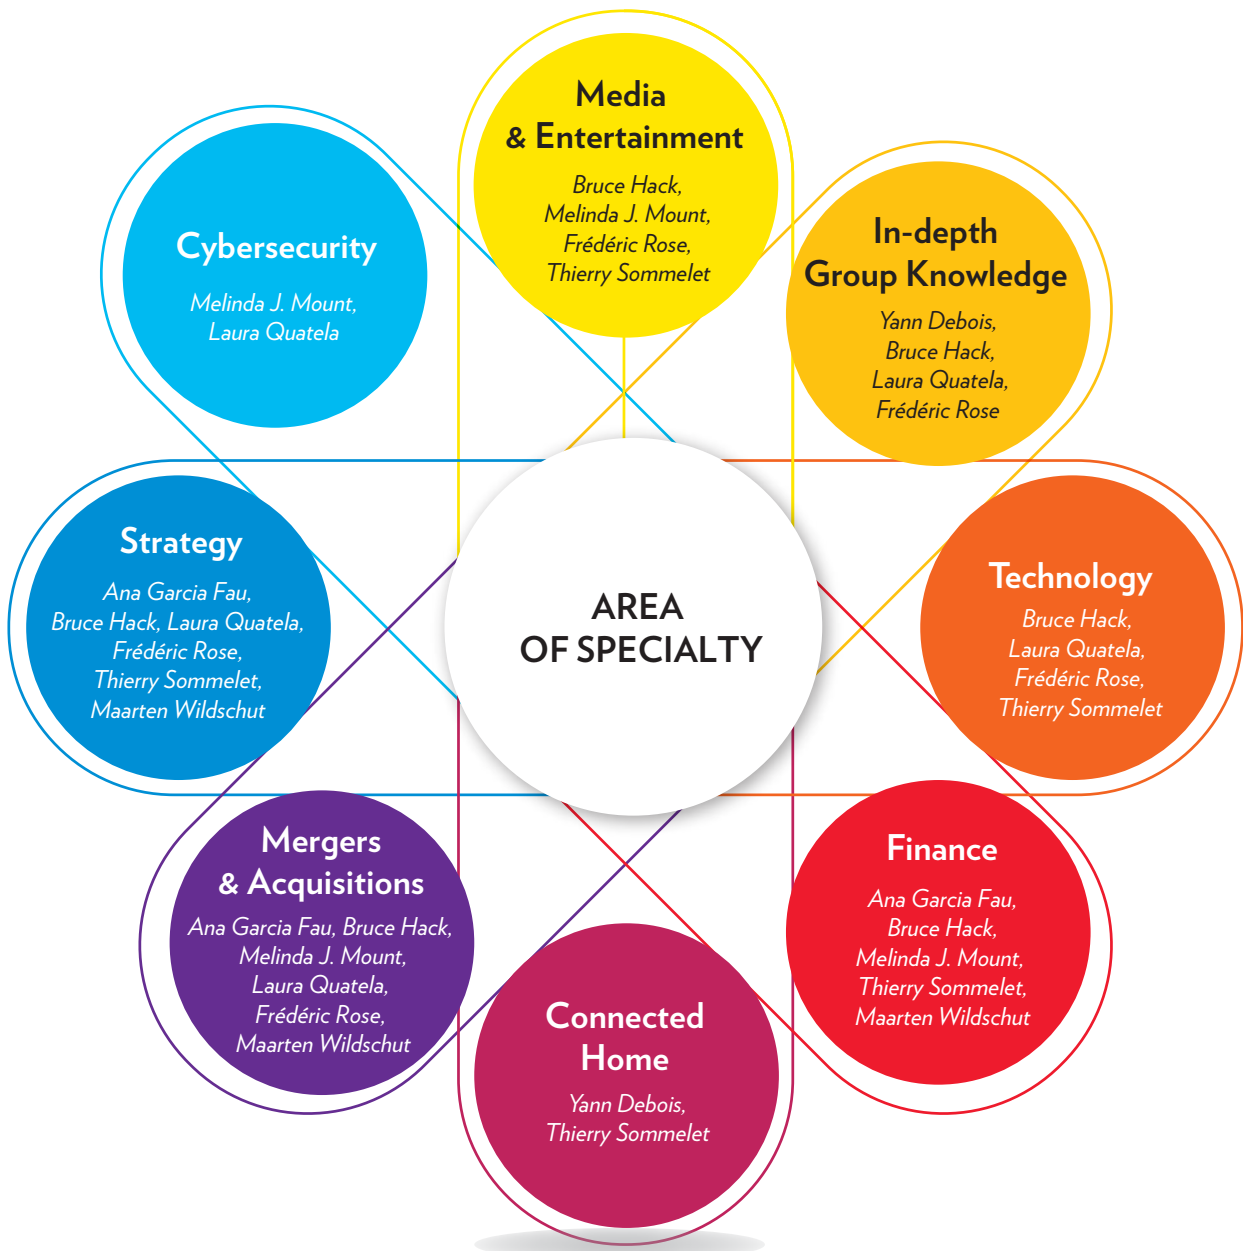 Media
& Entertainment
Bruce Hack,
Melinda J. Mount,
Frédéric Rose,
Thierry Sommelet
In-depth
Group Knowledge
Yann Debois,
Bruce Hack,
Laura Quatela,
Frédéric Rose
Technology
Bruce Hack,
Laura Quatela,
Frédéric Rose,
Thierry Sommelet
Finance
Ana Garcia Fau,
Bruce Hack,
Melinda J. Mount,
Thierry Sommelet,
Maarten Wildschut
Connected
Home
Yann Debois,
Thierry Sommelet
Mergers
& Acquisitions
Ana Garcia Fau, Bruce Hack,
Melinda J. Mount,
Laura Quatela,
Frédéric Rose,
Maarten Wildschut
Strategy
Ana Garcia Fau,
Bruce Hack, Laura Quatela,
Frédéric Rose,
Thierry Sommelet,
Maarten Wildschut
Cybersecurity
Melinda J. Mount,
Laura Quatela
AREA
OF SPECIALTY